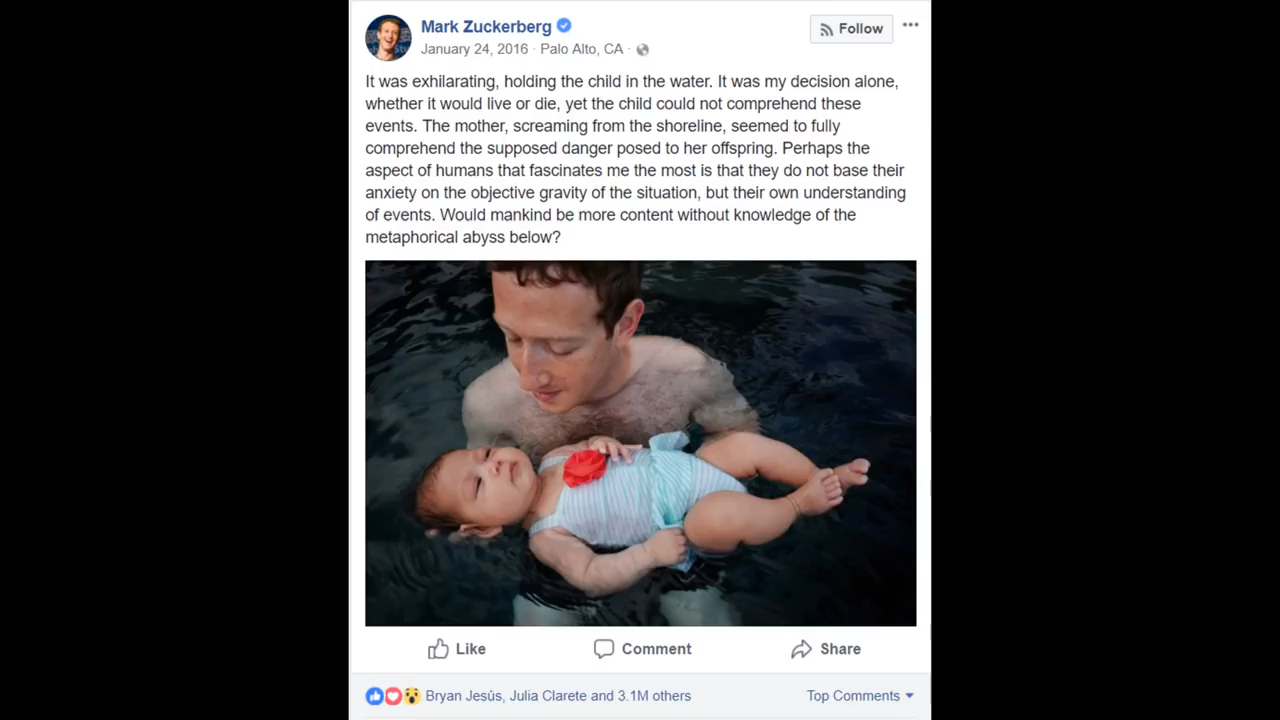 Mark Zuckerberg
Follow
January 24, 2016 · Palo Alto, CA ·
It was exhilarating, holding the child in the water. It was my decision alone,
whether it would live or die, yet the child could not comprehend these
events. The mother, screaming from the shoreline, seemed to fully
comprehend the supposed danger posed to her offspring. Perhaps the
aspect of humans that fascinates me the most is that they do not base their
anxiety on the objective gravity of the situation, but their own understanding
of events. Would mankind be more content without knowledge of the
metaphorical abyss below?
Like Comment Share
Bryan Jesús, Julia Clarete and 3.1M others Top Comments